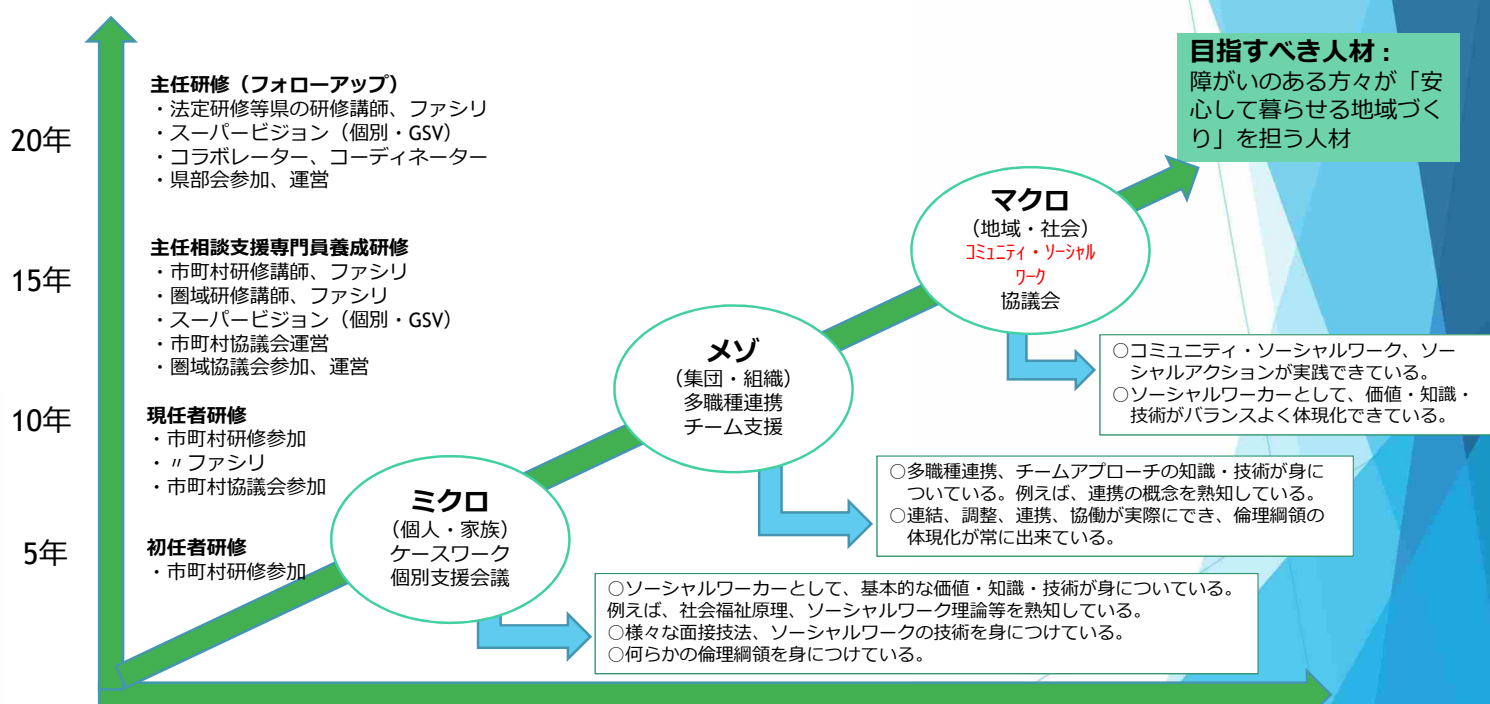 目指すべき人材：
障がいのある方々が「安
心して暮らせる地域づく
り」を担う人材
20年
主任研修（フォローアップ）
・法定研修等県の研修講師、ファシリ
・スーパービジョン（個別・GSV）
・コラボレーター、コーディネーター
・県部会参加、運営
15年
主任相談支援専門員養成研修
・市町村研修講師、ファシリ
・圏域研修講師、ファシリ
・スーパービジョン（個別・GSV）
・市町村協議会運営
・圏域協議会参加、運営
10年
現任者研修
・市町村研修参加
・〃ファシリ
・市町村協議会参加
5年
初任者研修
・市町村研修参加
マクロ
（地域・社会）
コミュニティ・ソーシャル
ワーク
協議会
○コミュニティ・ソーシャルワーク、ソー
シャルアクションが実践できている。
○ソーシャルワーカーとして、価値・知識・
技術がバランスよく体現化できている。
メゾ
（集団・組織）
多職種連携
チーム支援
○多職種連携、チームアプローチの知識・技術が身に
ついている。例えば、連携の概念を熟知している。
○連結、調整、連携、協働が実際にでき、倫理綱領の
体現化が常に出来ている。
ミクロ
（個人・家族）
ケースワーク
個別支援会議
○ソーシャルワーカーとして、基本的な価値・知識・技術が身についている。
例えば、社会福祉原理、ソーシャルワーク理論等を熟知している。
○様々な面接技法、ソーシャルワークの技術を身につけている。
○何らかの倫理綱領を身につけている。